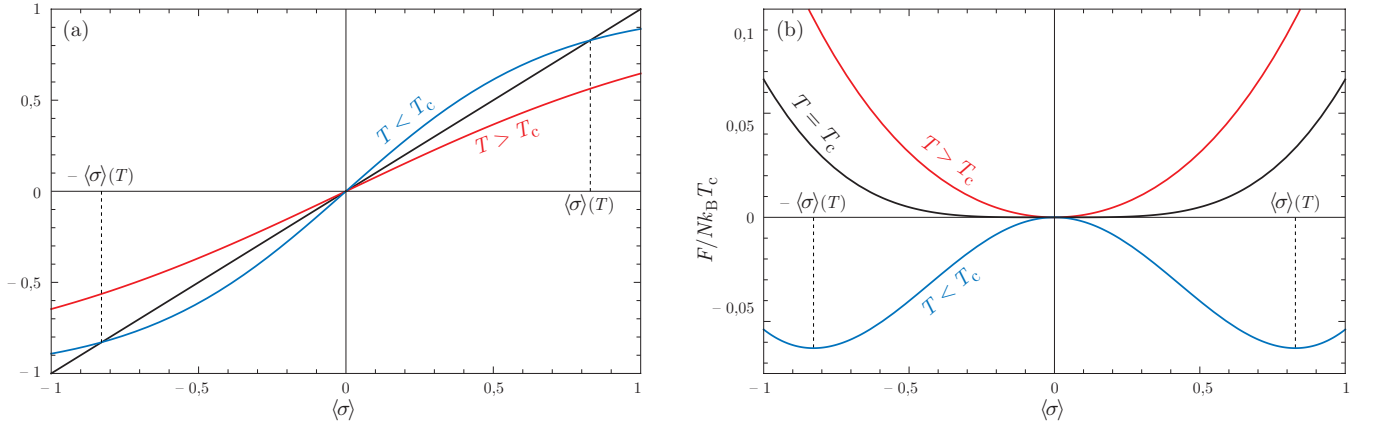 (a)
1
0,5
0
− 0,5
− 1
− 1
− 0,5
0
0,5
1
⟨σ⟩
T < Tc
T > Tc
− ⟨σ⟩(T)
⟨σ⟩(T)
(b)
0,1
0,05
0
− 0,05
F/NkBTc
− 1
− 0,5
0
0,5
1
⟨σ⟩
T = Tc
T > Tc
T < Tc
− ⟨σ⟩(T)
⟨σ⟩(T)